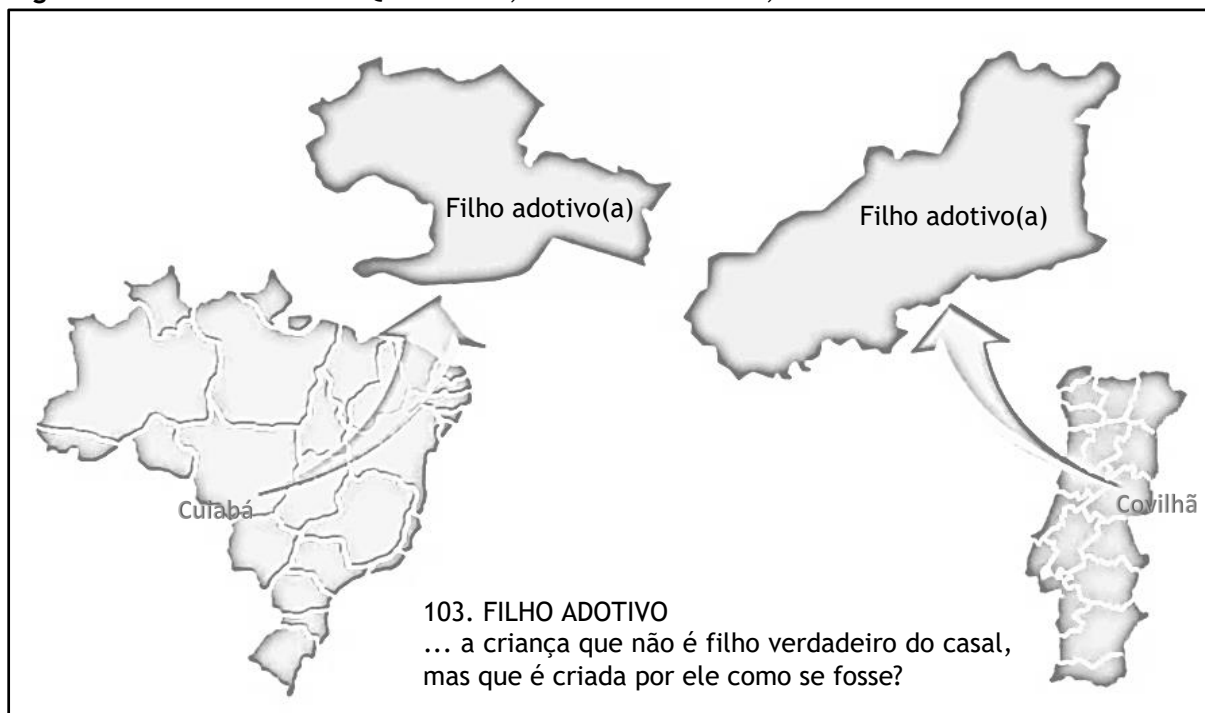 Filho adotivo(a)
Filho adotivo(a)
Cuiabá
Covilhã
103. FILHO ADOTIVO
... a criança que não é filho verdadeiro do casal,
mas que é criada por ele como se fosse?